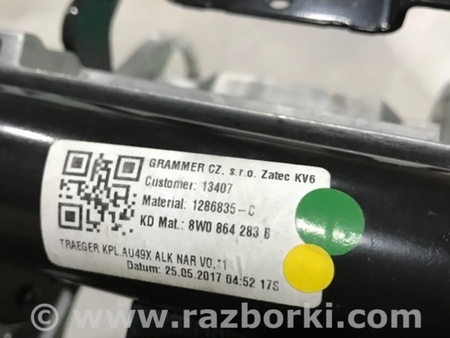 GRAMMER CZ, s.r.o. Zatec KV6
Customer: 13407
Material: 1286835-C
KD Mat.: 8W0 864 283 B
TRAEGER KPL.AU49X ALK NAR
Datum: 25.05.2017 04:52 17S
www.razborki.com